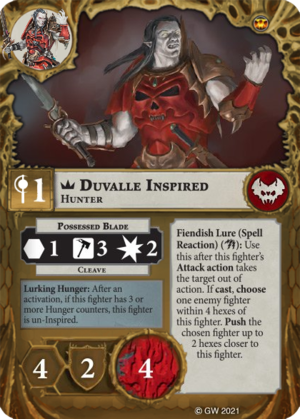 1
Duvalle Inspired
Hunter
Possessed Blade
1 3 2
Cleave
Lurking Hunger: After an
activation, if this fighter has 3 or
more Hunger counters, this fighter
is un-Inspired.
Fiendish Lure (Spell
Reaction) (): Use
this after this fighter's
Attack action takes
the target out of
action. If cast, choose
one enemy fighter
within 4 hexes of
this fighter. Push the
chosen fighter up to
2 hexes closer to
this fighter.
4 2 4
© GW 2021